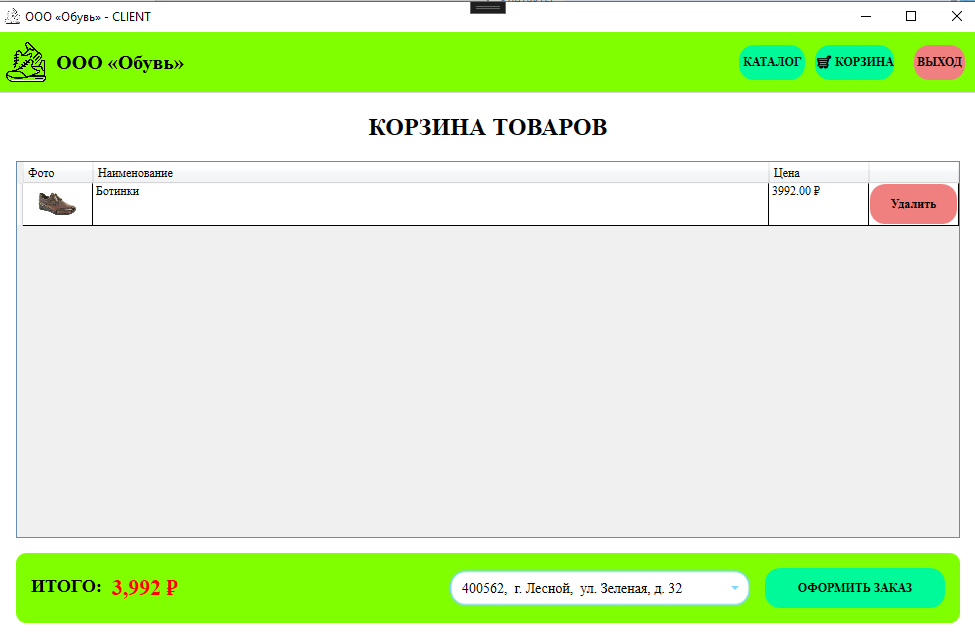 ООО «Обувь» - CLIENT
ООО «Обувь»
КАТАЛОГ
КОРЗИНА
ВЫХОД
КОРЗИНА ТОВАРОВ
Фото Наименование Цена
Ботинки 3992.00 ₽ Удалить
ИТОГО: 3,992 ₽
400562, г. Лесной, ул. Зеленая, д. 32
ОФОРМИТЬ ЗАКАЗ